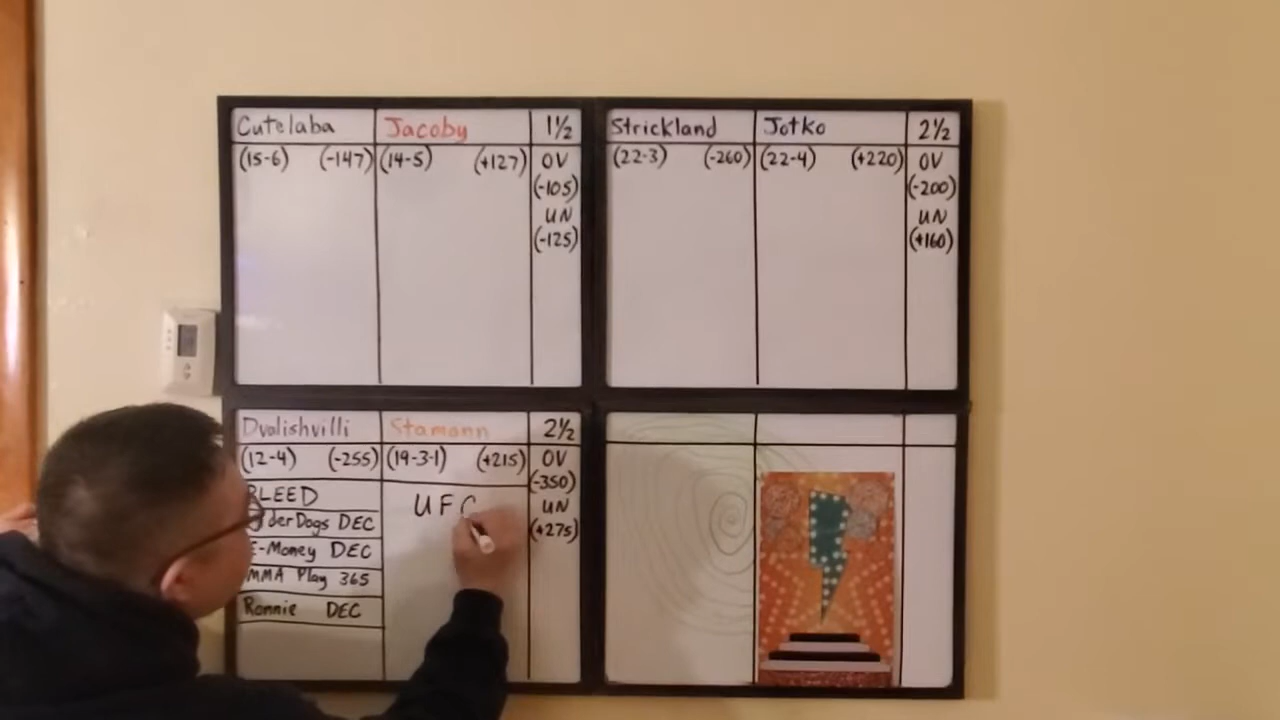 Cutelaba Jacoby 1½
(15-6) (-147) (14-5) (+127) OV
(-105)
UN
(-125)
Strickland Jotko 2½
(22-3) (-260) (22-4) (+220) OV
(-200)
UN
(+160)
Dvalishvilli Stamann 2½
(12-4) (-255) (19-3-1) (+215) OV
(-350)
UN
(+275)
BLEED
derDogs DEC
E-Money DEC
MMA Play 365
Ronnie DEC
UFC